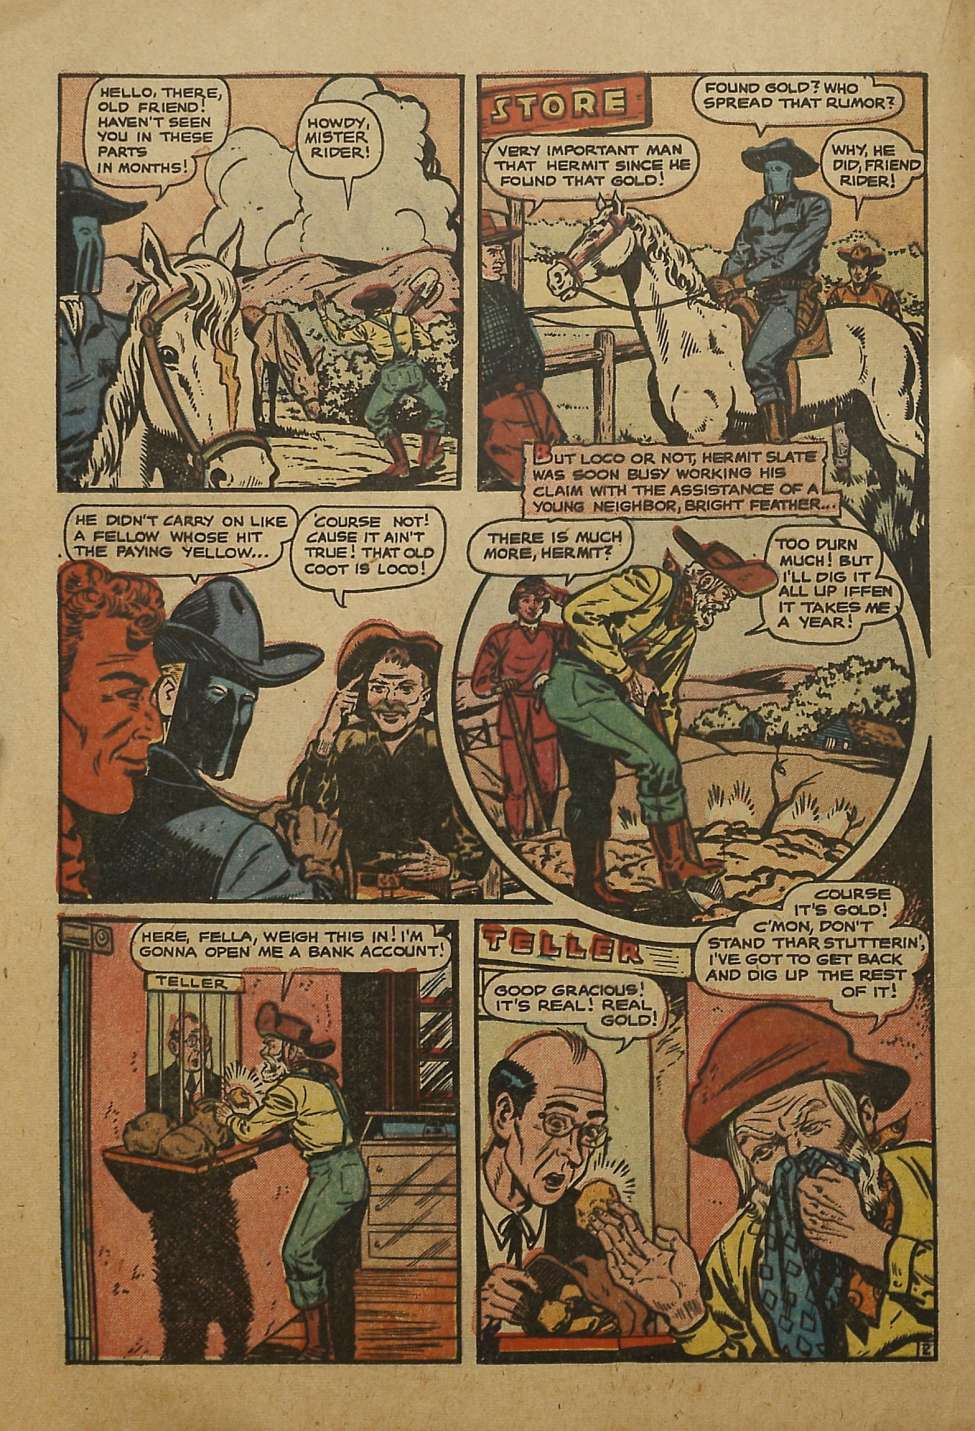 HELLO, THERE,
OLD FRIEND!
HAVEN'T SEEN
YOU IN THESE
PARTS
IN MONTHS!
HOWDY,
MISTER
RIDER!
STORE
FOUND GOLD? WHO
SPREAD THAT RUMOR?
VERY IMPORTANT MAN
THAT HERMIT SINCE HE
FOUND THAT GOLD!
WHY, HE
DID, FRIEND
RIDER!
BUT LOCO OR NOT, HERMIT SLATE
WAS SOON BUSY WORKING HIS
CLAIM WITH THE ASSISTANCE OF A
YOUNG NEIGHBOR, BRIGHT FEATHER...
HE DIDN'T CARRY ON LIKE
A FELLOW WHOSE HIT
THE PAYING YELLOW...
'COURSE NOT!
CAUSE IT AIN'T
TRUE! THAT OLD
COOT IS LOCO!
THERE IS MUCH
MORE, HERMIT?
TOO DURN
MUCH! BUT
I'LL DIG IT
ALL UP IFFEN
IT TAKES ME
A YEAR!
HERE, FELLA, WEIGH THIS IN! I'M
GONNA OPEN ME A BANK ACCOUNT!
TELLER
TELLER
GOOD GRACIOUS!
IT'S REAL! REAL
GOLD!
COURSE
IT'S GOLD!
C'MON, DON'T
STAND THAR STUTTERIN',
I'VE GOT TO GET BACK
AND DIG UP THE REST
OF IT!
2